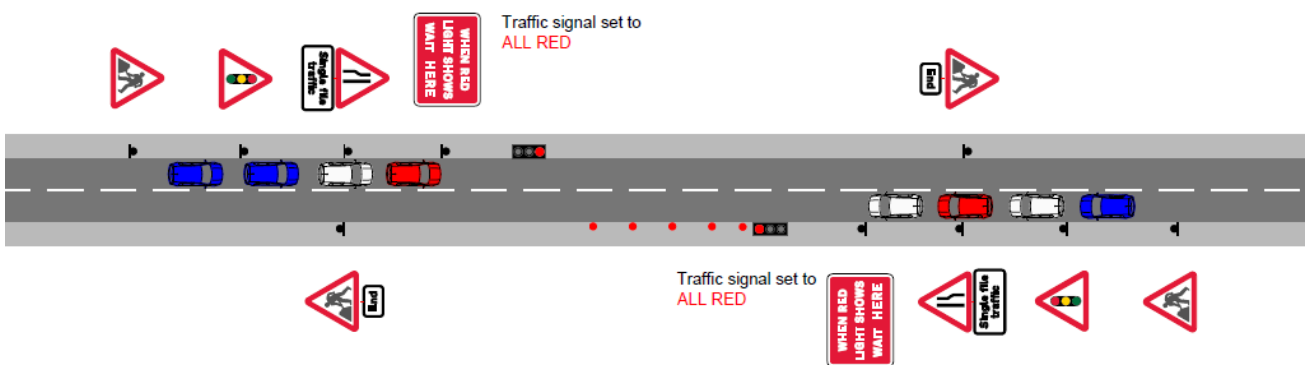 Traffic signal set to
ALL RED
WHEN RED
LIGHT SHOWS
WAIT HERE
Single file
traffic
End
End
Traffic signal set to
ALL RED
WHEN RED
LIGHT SHOWS
WAIT HERE
Single file
traffic